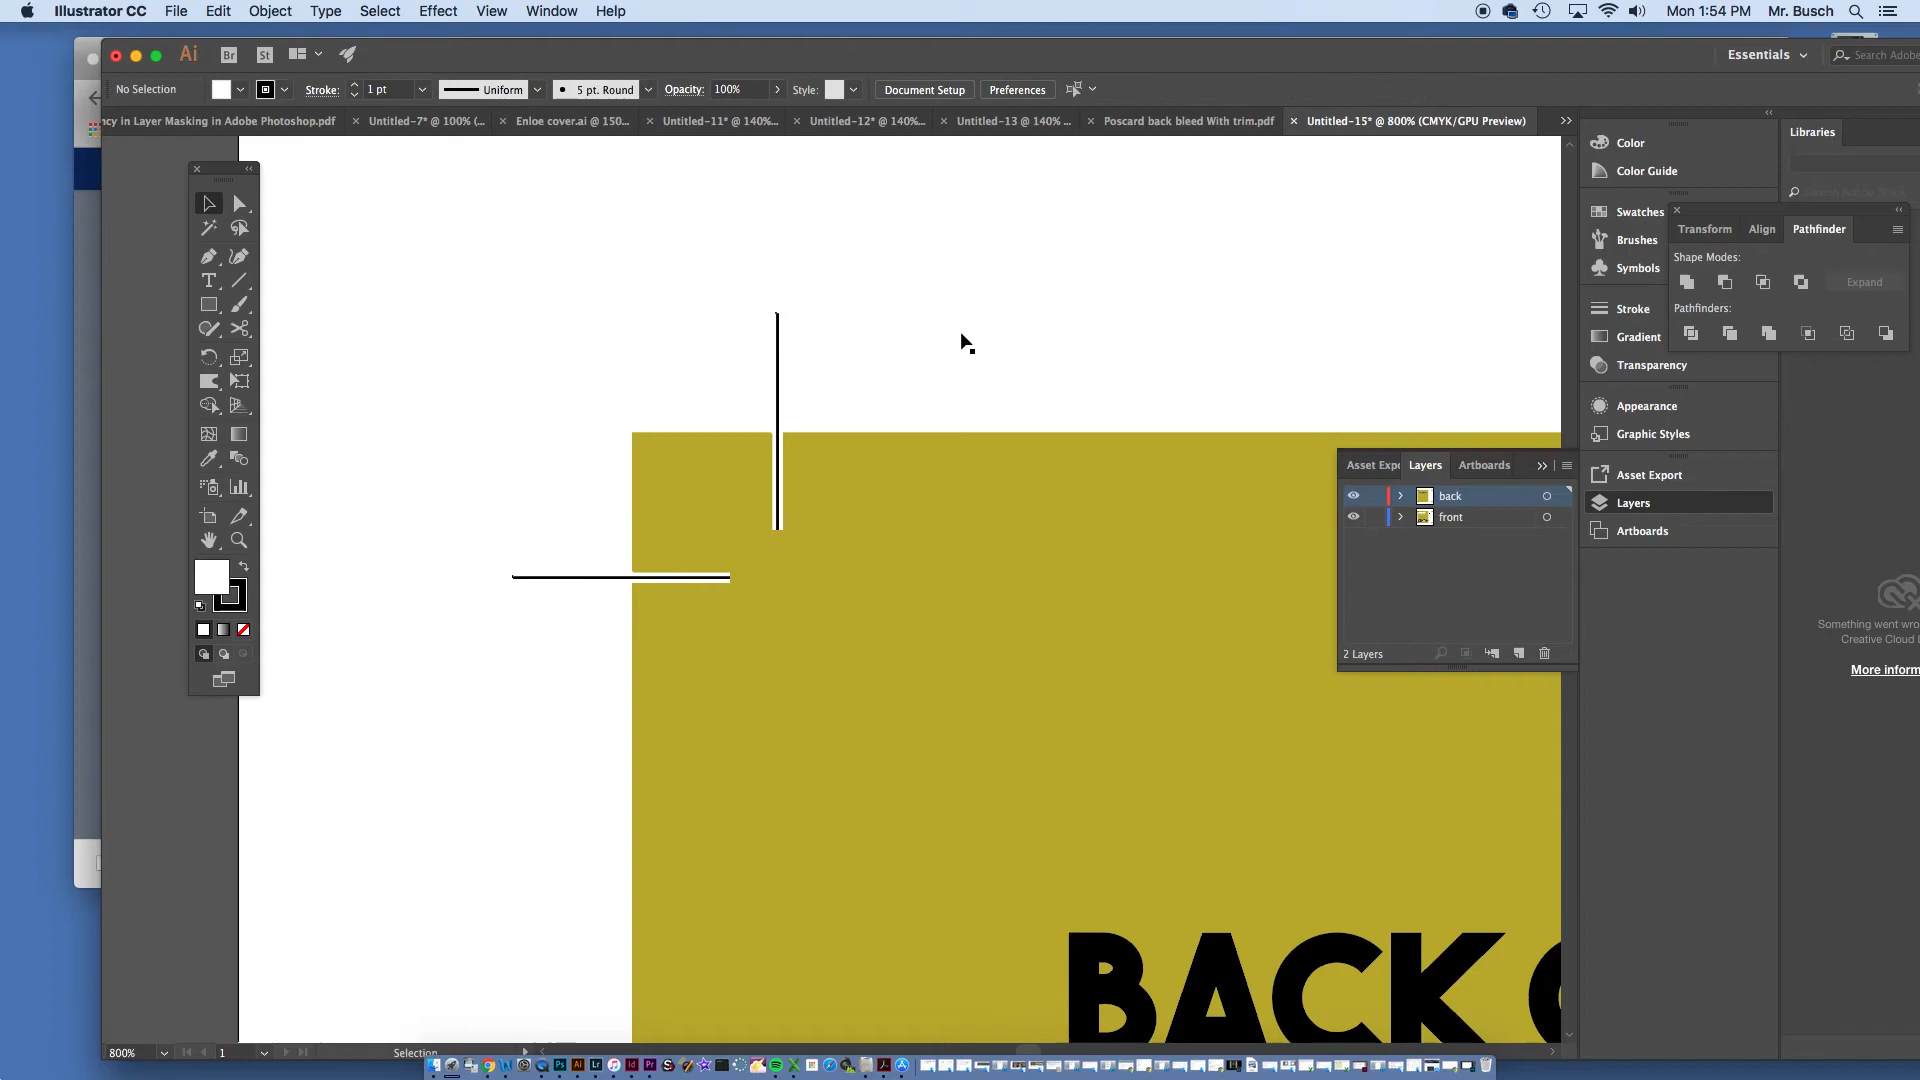 Illustrator CC File Edit Object Type Select Effect View Window Help Mon 1:54 PM Mr. Busch
Ai Br St Essentials Search Adobe
No Selection Stroke: 1 pt Uniform 5 pt. Round Opacity: 100% Style: Document Setup Preferences
cy in Layer Masking in Adobe Photoshop.pdf Untitled-7* @ 100% (... Enloe cover.ai @ 150... Untitled-11* @ 140%... Untitled-12* @ 140%... Untitled-13 @ 140% ... Poscard back bleed With trim.pdf Untitled-15* @ 800% (CMYK/GPU Preview)
Color
Color Guide
Swatches
Brushes
Symbols
Stroke
Gradient
Transparency
Appearance
Graphic Styles
Asset Export
Layers
Artboards
Libraries
Transform Align Pathfinder
Shape Modes:
Expand
Pathfinders:
Asset Expo Layers Artboards
back
front
2 Layers
Something went wro
Creative Cloud L
More inform
BACK
800% 1 Selection